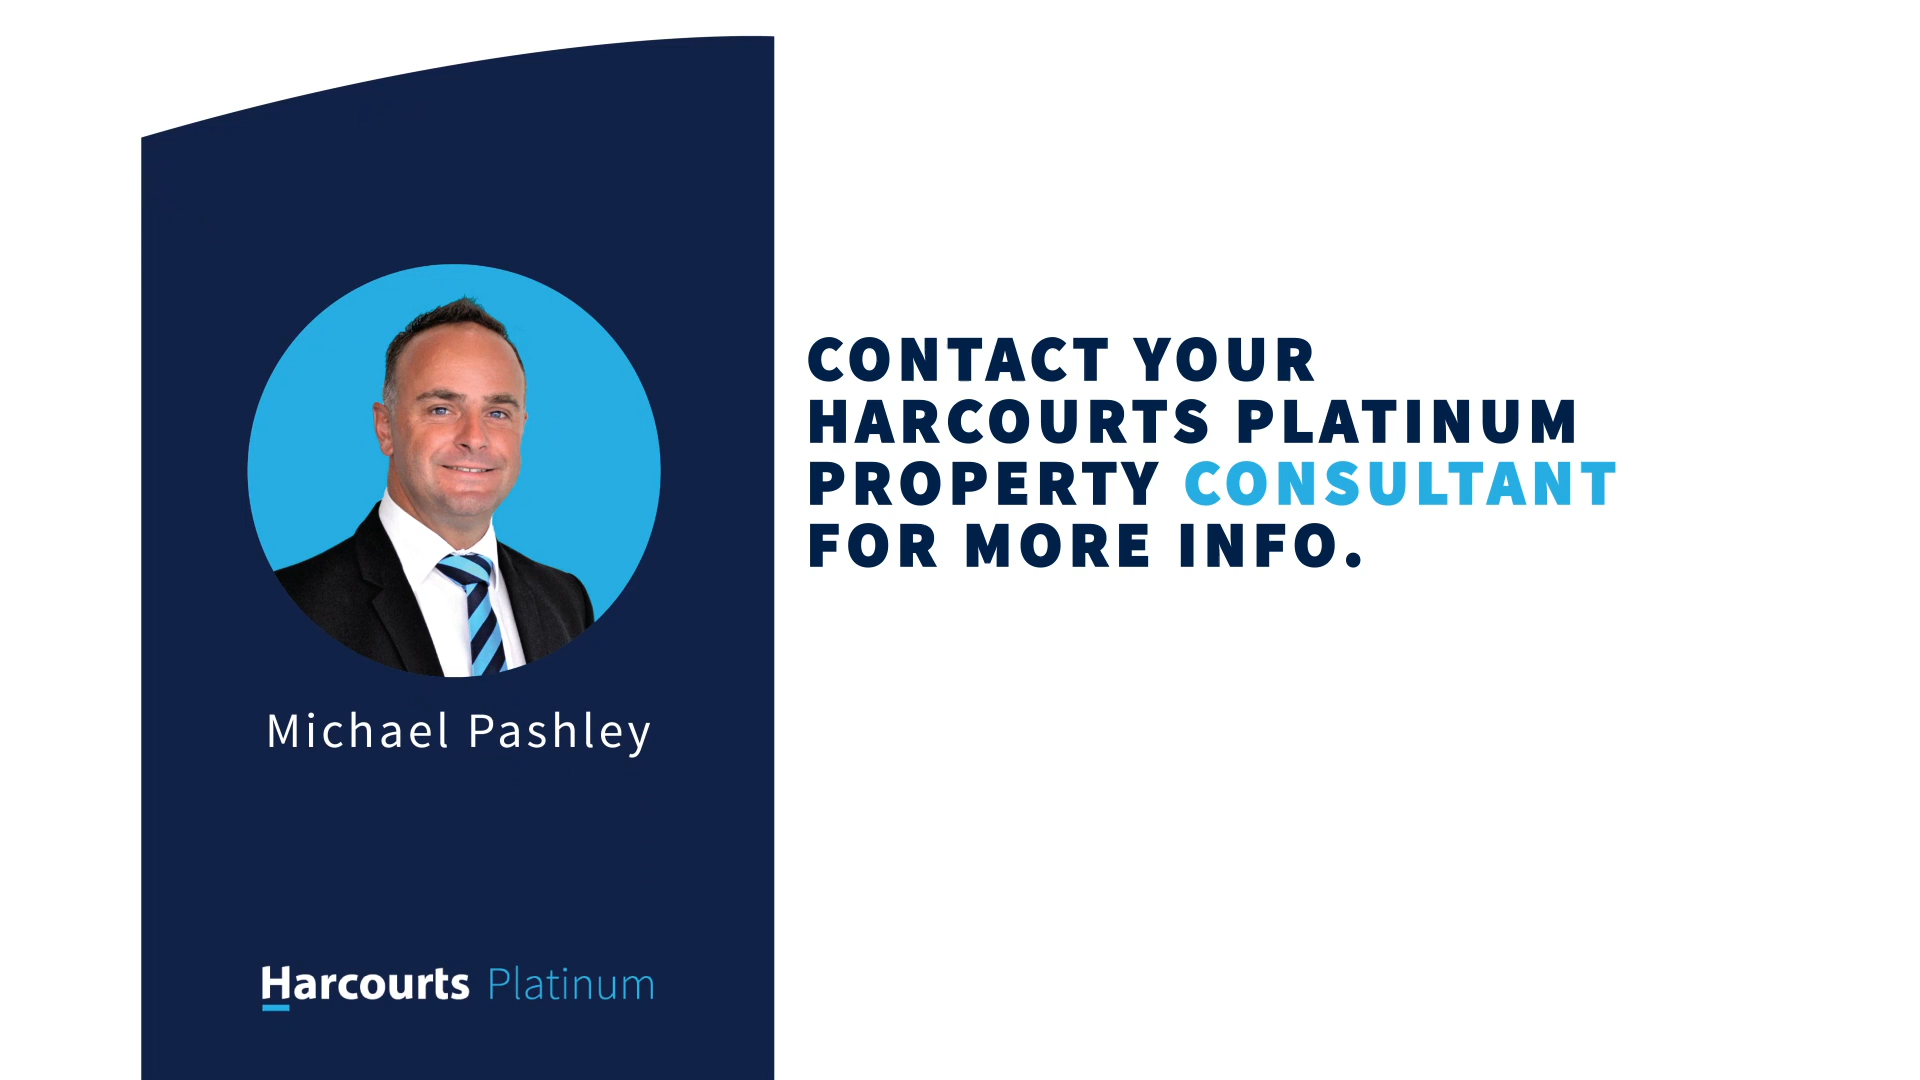 Michael Pashley
Harcourts Platinum
CONTACT YOUR
HARCOURTS PLATINUM
PROPERTY CONSULTANT
FOR MORE INFO.